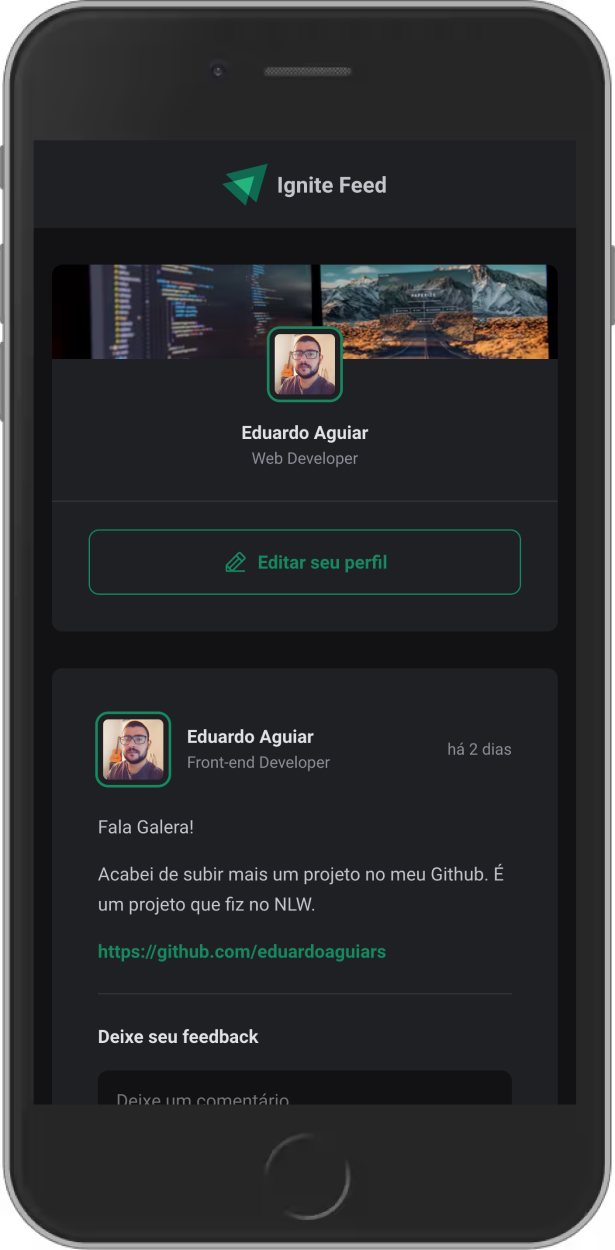 Ignite Feed
Eduardo Aguiar
Web Developer
Editar seu perfil
Eduardo Aguiar
Front-end Developer
há 2 dias
Fala Galera!
Acabei de subir mais um projeto no meu Github. É
um projeto que fiz no NLW.
https://github.com/eduardoaguiars
Deixe seu feedback
Deixe um comentário